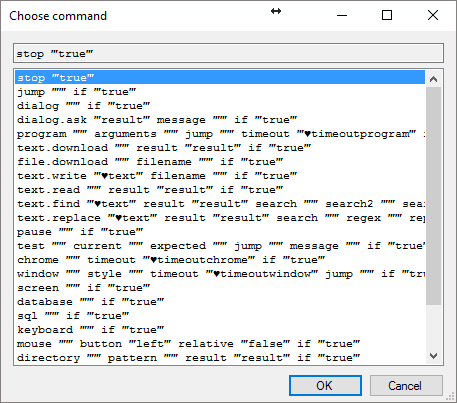 Choose command
stop ‴true‴
stop ‴true‴
jump ‴‴ if ‴true‴
dialog ‴‴ if ‴true‴
dialog.ask ‴result‴ message ‴‴ if ‴true‴
program ‴‴ arguments ‴‴ jump ‴‴ timeout ‴♥timeoutprogram‴ i
text.download ‴‴ result ‴result‴ if ‴true‴
file.download ‴‴ filename ‴‴ if ‴true‴
text.write ‴♥text‴ filename ‴‴ if ‴true‴
text.read ‴‴ result ‴result‴ if ‴true‴
text.find ‴♥text‴ result ‴result‴ search ‴‴ search2 ‴‴ sea
text.replace ‴♥text‴ result ‴result‴ search ‴‴ regex ‴‴ rep
pause ‴‴ if ‴true‴
test ‴‴ current ‴‴ expected ‴‴ jump ‴‴ message ‴‴ if ‴true‴
chrome ‴‴ timeout ‴♥timeoutchrome‴ if ‴true‴
window ‴‴ style ‴‴ timeout ‴♥timeoutwindow‴ jump ‴‴ if ‴tru
screen ‴‴ if ‴true‴
database ‴‴ if ‴true‴
sql ‴‴ if ‴true‴
keyboard ‴‴ if ‴true‴
mouse ‴‴ button ‴left‴ relative ‴false‴ if ‴true‴
directory ‴‴ pattern ‴‴ result ‴result‴ if ‴true‴
OK Cancel